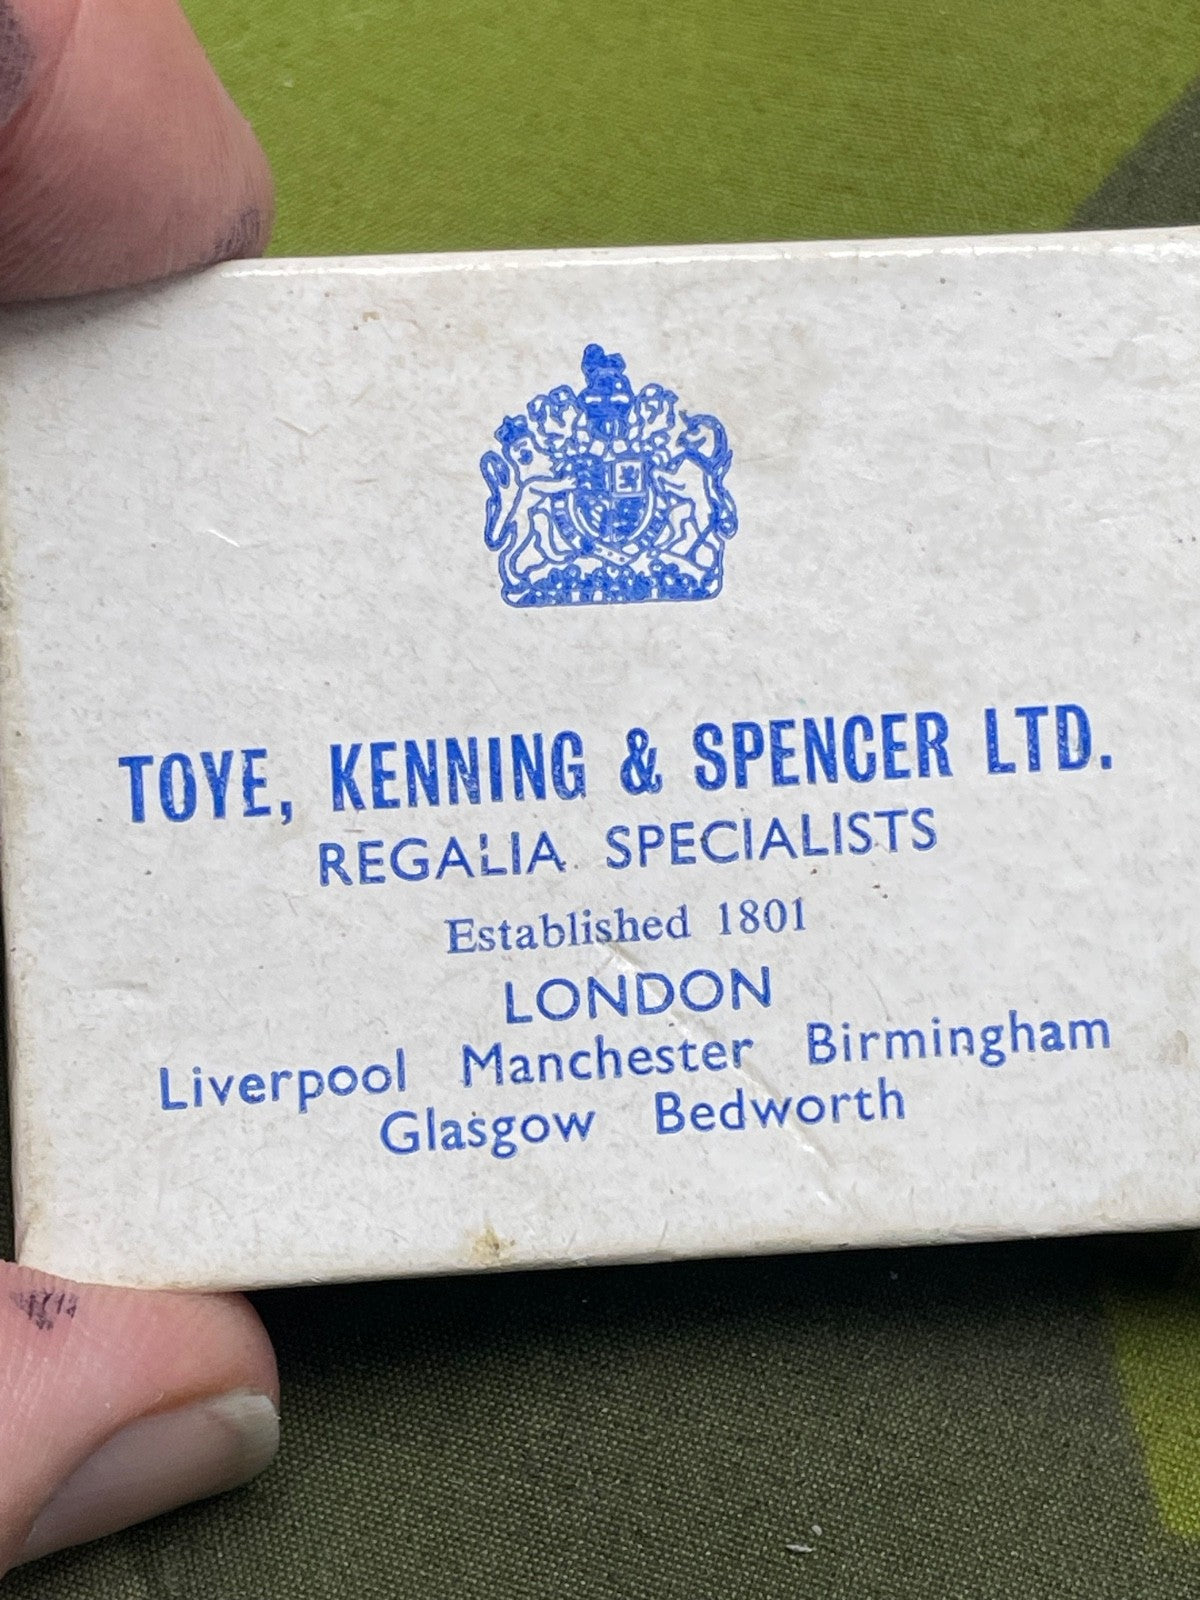 TOYE, KENNING & SPENCER LTD.
REGALIA SPECIALISTS
Established 1801
LONDON
Liverpool Manchester Birmingham
Glasgow Bedworth